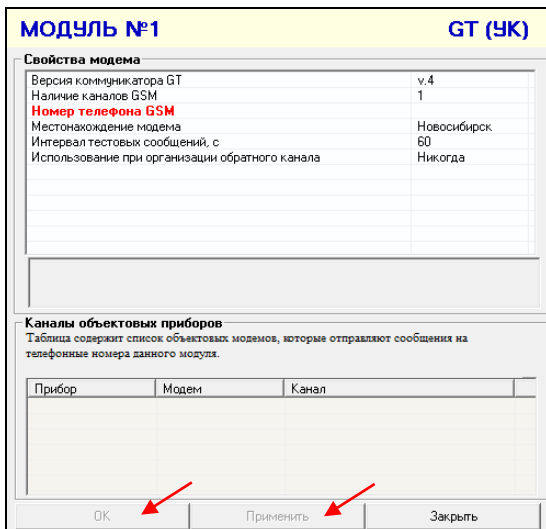 МОДУЛЬ №1 GT (УК)
Свойства модема
Версия коммуникатора GT v.4
Наличие каналов GSM 1
Номер телефона GSM
Местонахождение модема Новосибирск
Интервал тестовых сообщений, с 60
Использование при организации обратного канала Никогда
Каналы объектовых приборов
Таблица содержит список объектовых модемов, которые отправляют сообщения на
телефонные номера данного модуля.
Прибор Модем Канал
OK Применить Закрыть